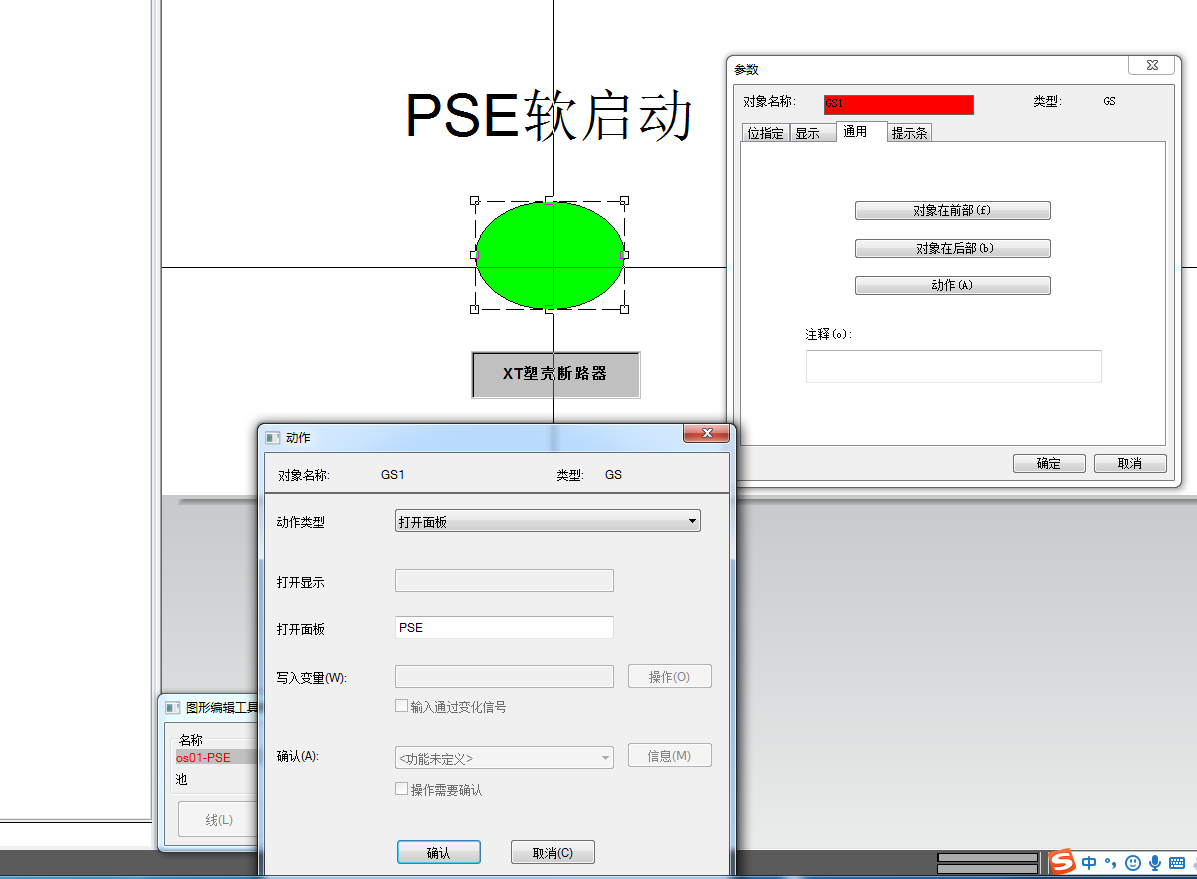 PSE软启动
XT塑壳断路器
参数
对象名称: GS1 类型: GS
位指定 显示 通用 提示条
对象在前部(f)
对象在后部(b)
动作(A)
注释(o):
确定 取消
动作
对象名称: GS1 类型: GS
动作类型 打开面板
打开显示
打开面板 PSE
写入变量(W): 操作(O)
输入通过变化信号
确认(A): <功能未定义> 信息(M)
操作需要确认
确认 取消(C)
图形编辑工具
名称
os01-PSE
池
线(L)
S 中